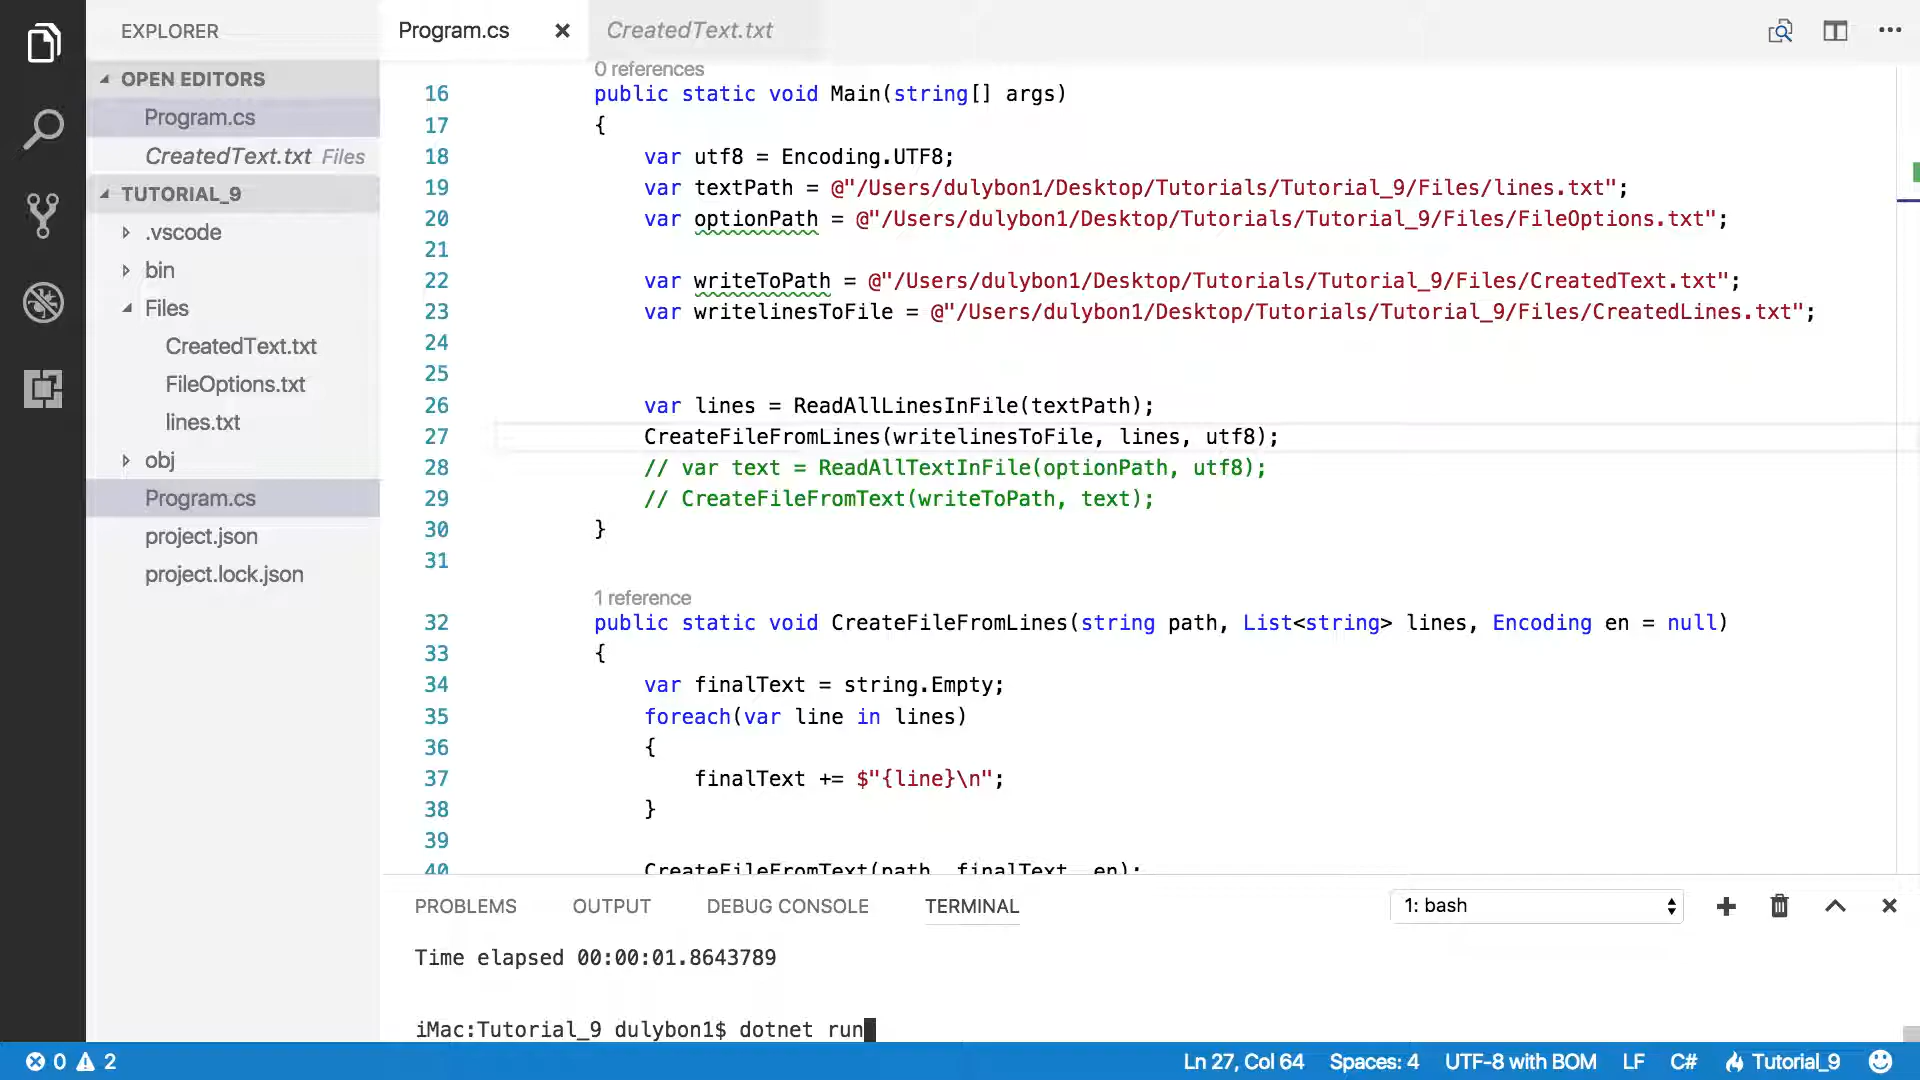 EXPLORER
OPEN EDITORS
Program.cs
CreatedText.txt Files
TUTORIAL_9
.vscode
bin
Files
CreatedText.txt
FileOptions.txt
lines.txt
obj
Program.cs
project.json
project.lock.json
Program.cs CreatedText.txt
0 references
16 public static void Main(string[] args)
17 {
18 var utf8 = Encoding.UTF8;
19 var textPath = @"/Users/dulybon1/Desktop/Tutorials/Tutorial_9/Files/lines.txt";
20 var optionPath = @"/Users/dulybon1/Desktop/Tutorials/Tutorial_9/Files/FileOptions.txt";
21
22 var writeToPath = @"/Users/dulybon1/Desktop/Tutorials/Tutorial_9/Files/CreatedText.txt";
23 var writelinesToFile = @"/Users/dulybon1/Desktop/Tutorials/Tutorial_9/Files/CreatedLines.txt";
24
25
26 var lines = ReadAllLinesInFile(textPath);
27 CreateFileFromLines(writelinesToFile, lines, utf8);
28 // var text = ReadAllTextInFile(optionPath, utf8);
29 // CreateFileFromText(writeToPath, text);
30 }
31
1 reference
32 public static void CreateFileFromLines(string path, List<string> lines, Encoding en = null)
33 {
34 var finalText = string.Empty;
35 foreach(var line in lines)
36 {
37 finalText += $"{line}\n";
38 }
39
40 CreateFileFromText(path, finalText, en);
PROBLEMS OUTPUT DEBUG CONSOLE TERMINAL 1: bash
Time elapsed 00:00:01.8643789
iMac:Tutorial_9 dulybon1$ dotnet run
0 2 Ln 27, Col 64 Spaces: 4 UTF-8 with BOM LF C# Tutorial_9